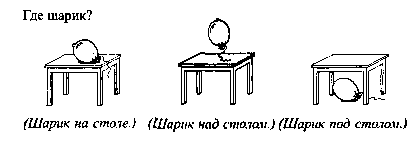 Где шарик?
(Шарик на столе.) (Шарик над столом.) (Шарик под столом.)